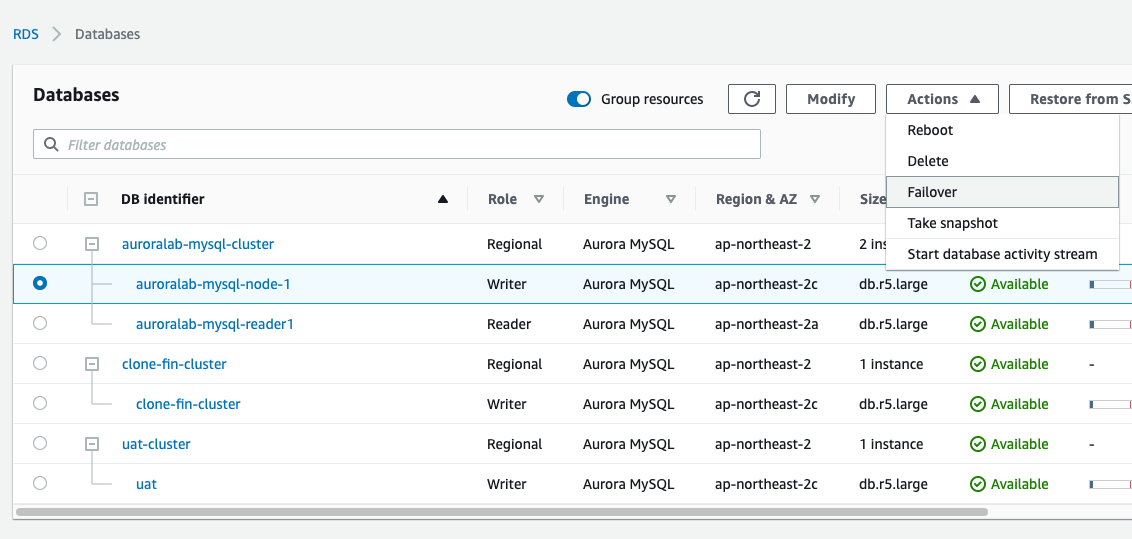 RDS > Databases
Databases
Group resources
Modify
Actions
Restore from S
Filter databases
Reboot
Delete
Failover
Take snapshot
Start database activity stream
DB identifier Role Engine Region & AZ Size
auroralab-mysql-cluster Regional Aurora MySQL ap-northeast-2 2 ins
auroralab-mysql-node-1 Writer Aurora MySQL ap-northeast-2c db.r5.large Available
auroralab-mysql-reader1 Reader Aurora MySQL ap-northeast-2a db.r5.large Available
clone-fin-cluster Regional Aurora MySQL ap-northeast-2 1 instance Available -
clone-fin-cluster Writer Aurora MySQL ap-northeast-2c db.r5.large Available
uat-cluster Regional Aurora MySQL ap-northeast-2 1 instance Available -
uat Writer Aurora MySQL ap-northeast-2c db.r5.large Available